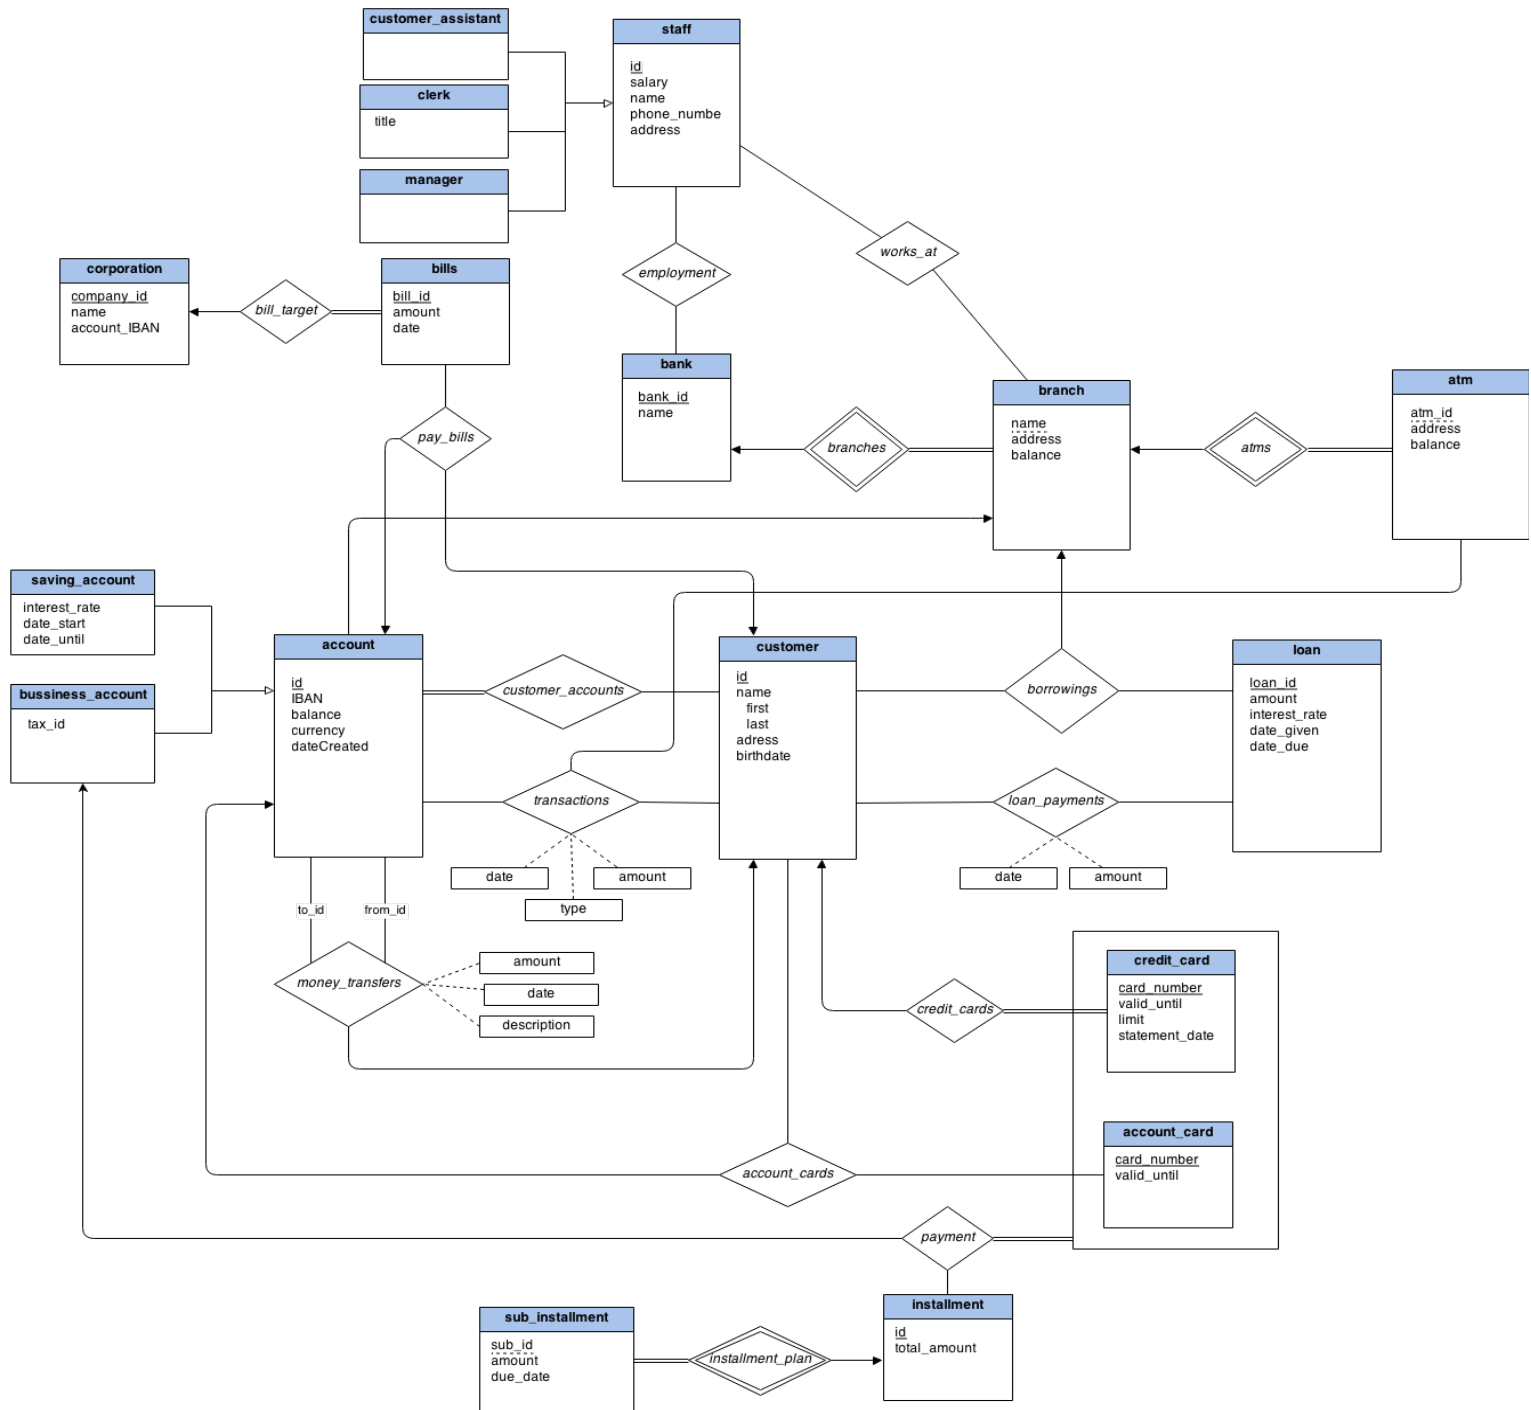 customer_assistant
staff
id
salary
name
phone_numbe
address
clerk
title
manager
works_at
employment
corporation
company_id
name
account_IBAN
bill_target
bills
bill_id
amount
date
bank
bank_id
name
branches
branch
name
address
balance
atms
atm
atm_id
address
balance
pay_bills
saving_account
interest_rate
date_start
date_until
bussiness_account
tax_id
account
id
IBAN
balance
currency
dateCreated
customer_accounts
customer
id
name
first
last
adress
birthdate
borrowings
loan
loan_id
amount
interest_rate
date_given
date_due
transactions
date
amount
type
loan_payments
date
amount
to_id
from_id
money_transfers
amount
date
description
credit_cards
credit_card
card_number
valid_until
limit
statement_date
account_cards
account_card
card_number
valid_until
payment
sub_installment
sub_id
amount
due_date
installment_plan
installment
id
total_amount